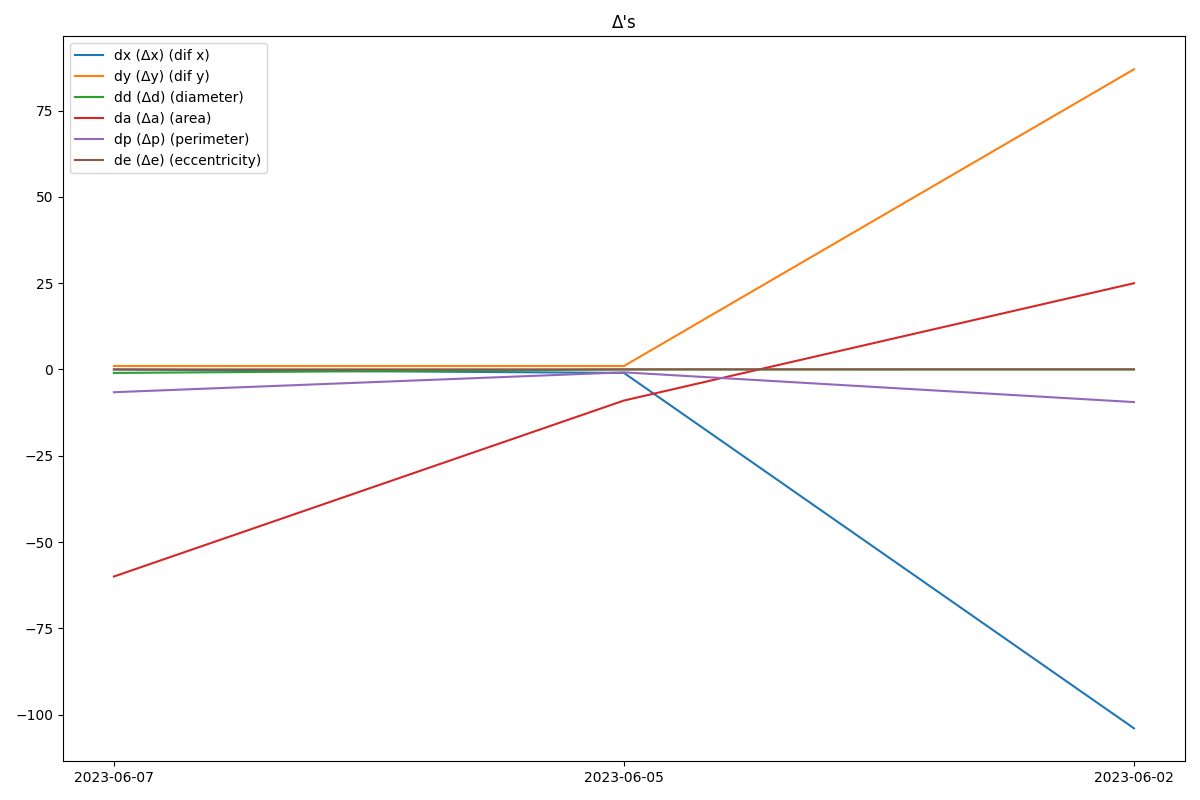 Δ's
dx (Δx) (dif x)
dy (Δy) (dif y)
dd (Δd) (diameter)
da (Δa) (area)
dp (Δp) (perimeter)
de (Δe) (eccentricity)
75
50
25
0
−25
−50
−75
−100
2023-06-07 2023-06-05 2023-06-02